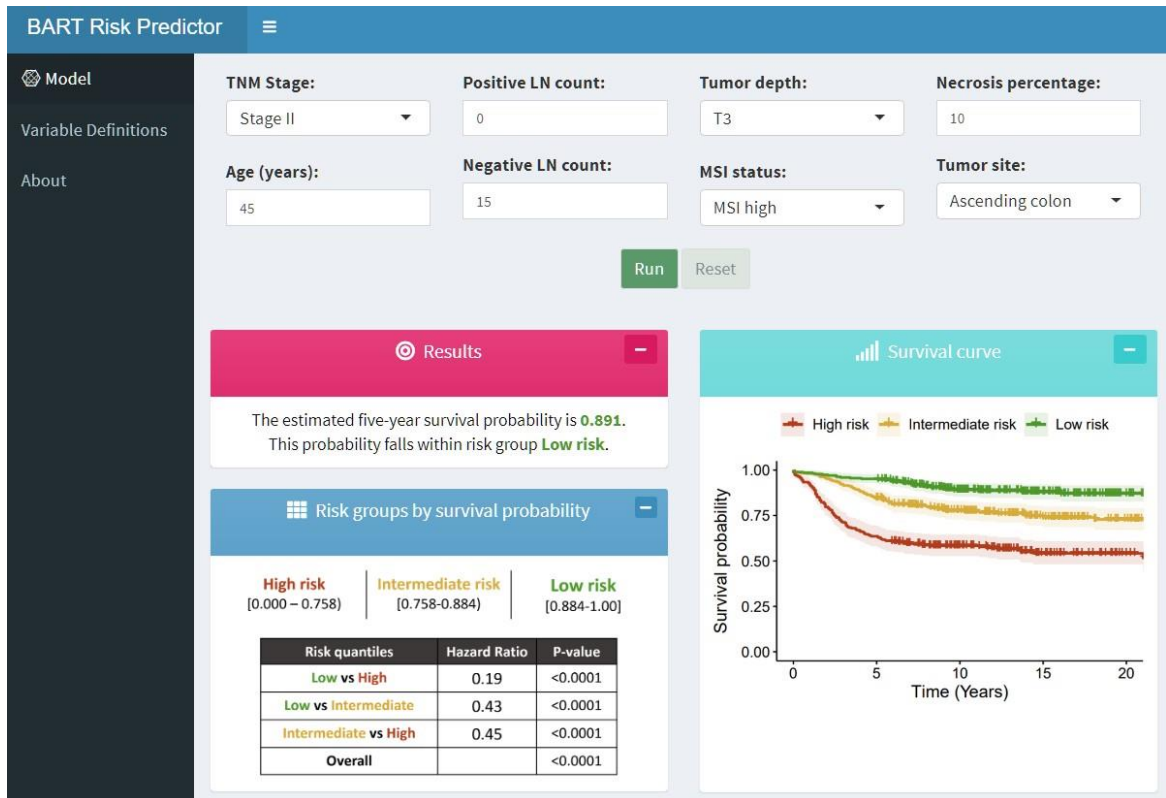 BART Risk Predictor
Model
Variable Definitions
About
TNM Stage:
Stage II
Positive LN count:
0
Tumor depth:
T3
Necrosis percentage:
10
Age (years):
45
Negative LN count:
15
MSI status:
MSI high
Tumor site:
Ascending colon
Run
Reset
Results
The estimated five-year survival probability is 0.891.
This probability falls within risk group Low risk.
Risk groups by survival probability
High risk
[0.000 – 0.758)
Intermediate risk
[0.758-0.884)
Low risk
[0.884-1.00]
Risk quantiles Hazard Ratio P-value
Low vs High 0.19 <0.0001
Low vs Intermediate 0.43 <0.0001
Intermediate vs High 0.45 <0.0001
Overall <0.0001
Survival curve
High risk Intermediate risk Low risk
Survival probability
1.00
0.75
0.50
0.25
0.00
0 5 10 15 20
Time (Years)